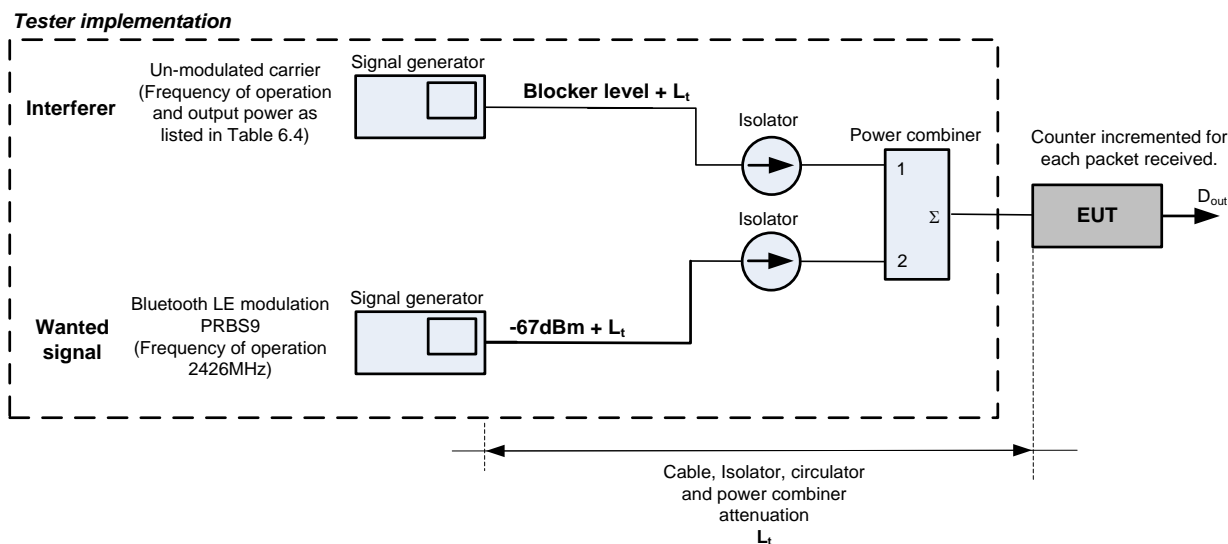 Tester implementation
Interferer
Un-modulated carrier
(Frequency of operation
and output power as
listed in Table 6.4)
Signal generator
Blocker level + Lt
Isolator
Power combiner
1
Σ
2
Counter incremented for
each packet received.
EUT
Dout
Isolator
Wanted
signal
Bluetooth LE modulation
PRBS9
(Frequency of operation
2426MHz)
Signal generator
-67dBm + Lt
Cable, Isolator, circulator
and power combiner
attenuation
Lt